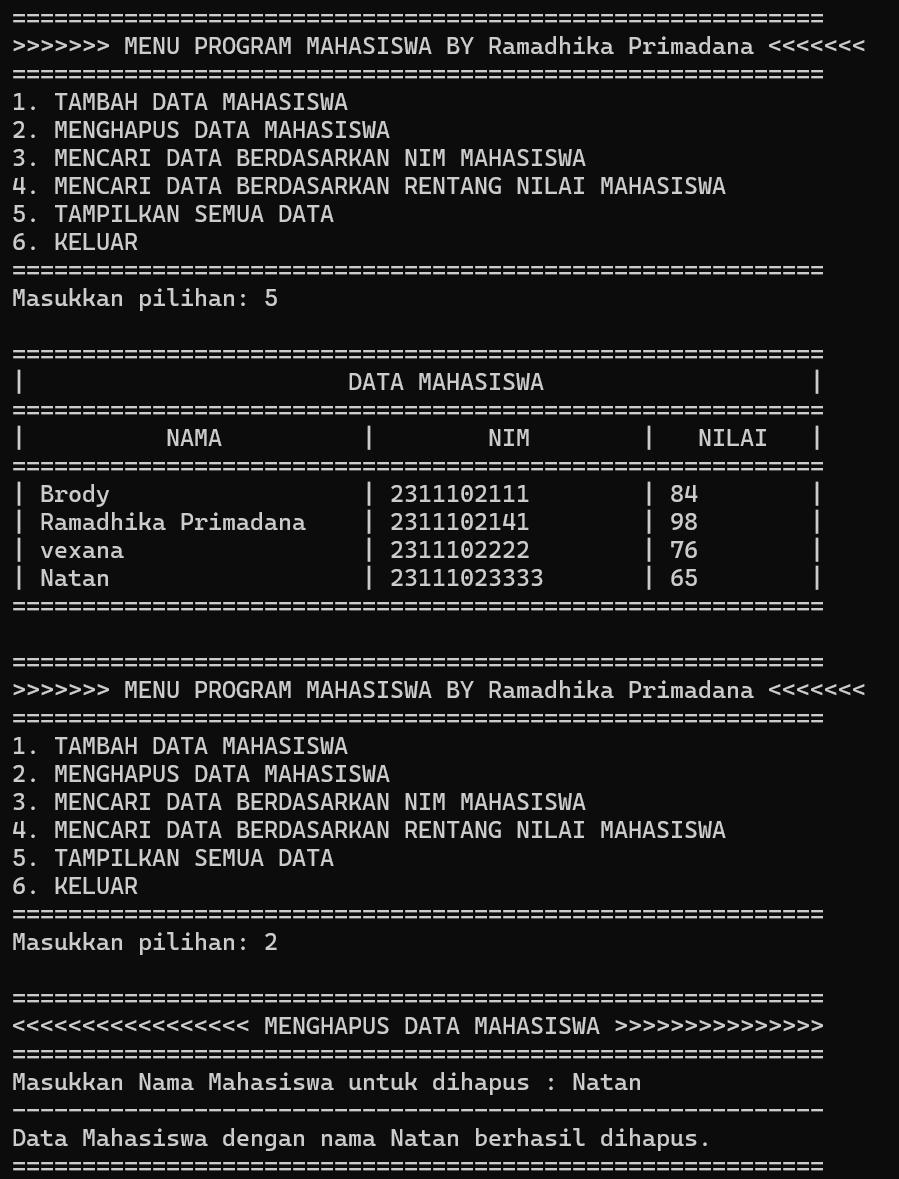 ==========================================================
>>>>>>> MENU PROGRAM MAHASISWA BY Ramadhika Primadana <<<<<<<
==========================================================
1. TAMBAH DATA MAHASISWA
2. MENGHAPUS DATA MAHASISWA
3. MENCARI DATA BERDASARKAN NIM MAHASISWA
4. MENCARI DATA BERDASARKAN RENTANG NILAI MAHASISWA
5. TAMPILKAN SEMUA DATA
6. KELUAR
==========================================================
Masukkan pilihan: 5

==========================================================
|                       DATA MAHASISWA                   |
==========================================================
|          NAMA          |        NIM        |   NILAI   |
==========================================================
| Brody                  | 2311102111        | 84        |
| Ramadhika Primadana    | 2311102141        | 98        |
| vexana                 | 2311102222        | 76        |
| Natan                  | 23111023333       | 65        |
==========================================================

==========================================================
>>>>>>> MENU PROGRAM MAHASISWA BY Ramadhika Primadana <<<<<<<
==========================================================
1. TAMBAH DATA MAHASISWA
2. MENGHAPUS DATA MAHASISWA
3. MENCARI DATA BERDASARKAN NIM MAHASISWA
4. MENCARI DATA BERDASARKAN RENTANG NILAI MAHASISWA
5. TAMPILKAN SEMUA DATA
6. KELUAR
==========================================================
Masukkan pilihan: 2

==========================================================
<<<<<<<<<<<<<<<<< MENGHAPUS DATA MAHASISWA >>>>>>>>>>>>>>>
==========================================================
Masukkan Nama Mahasiswa untuk dihapus : Natan
----------------------------------------------------------
Data Mahasiswa dengan nama Natan berhasil dihapus.
==========================================================